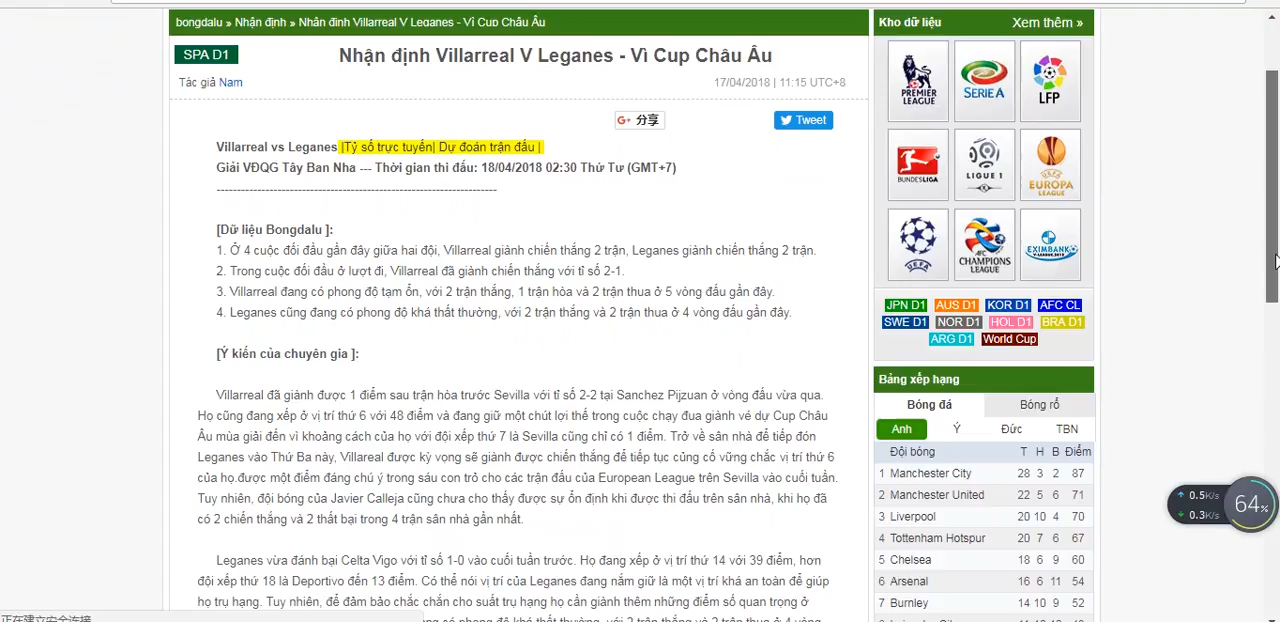 bongdalu » Nhận định » Nhân đinh Villarreal V Leganes - Vì Cup Châu Âu
SPA D1
Nhận định Villarreal V Leganes - Vì Cup Châu Âu
Tác giả Nam
17/04/2018 | 11:15 UTC+8
G+ 分享
Tweet
Villarreal vs Leganes |Tỷ số trực tuyến| Dự đoán trận đấu |
Giải VĐQG Tây Ban Nha --- Thời gian thi đấu: 18/04/2018 02:30 Thứ Tư (GMT+7)
----------------------------------------------------------------------
[Dữ liệu Bongdalu ]:
1. Ở 4 cuộc đối đầu gần đây giữa hai đội, Villarreal giành chiến thắng 2 trận, Leganes giành chiến thắng 2 trận.
2. Trong cuộc đối đầu ở lượt đi, Villarreal đã giành chiến thắng với tỉ số 2-1.
3. Villarreal đang có phong độ tạm ổn, với 2 trận thắng, 1 trận hòa và 2 trận thua ở 5 vòng đấu gần đây.
4. Leganes cũng đang có phong độ khá thất thường, với 2 trận thắng và 2 trận thua ở 4 vòng đấu gần đây.
[Ý kiến của chuyên gia ]:
Villarreal đã giành được 1 điểm sau trận hòa trước Sevilla với tỉ số 2-2 tại Sanchez Pijzuan ở vòng đấu vừa qua.
Họ cũng đang xếp ở vị trí thứ 6 với 48 điểm và đang giữ một chút lợi thế trong cuộc chạy đua giành vé dự Cup Châu
Âu mùa giải đến vì khoảng cách của họ với đội xếp thứ 7 là Sevilla cũng chỉ có 1 điểm. Trở về sân nhà để tiếp đón
Leganes vào Thứ Ba này, Villareal được kỳ vọng sẽ giành được chiến thắng để tiếp tục củng cố vững chắc vị trí thứ 6
của họ.được một điểm đáng chú ý trong sáu con trỏ cho các trận đấu của European League trên Sevilla vào cuối tuần.
Tuy nhiên, đội bóng của Javier Calleja cũng chưa cho thấy được sự ổn định khi được thi đấu trên sân nhà, khi họ đã
có 2 chiến thắng và 2 thất bại trong 4 trận sân nhà gần nhất.
Leganes vừa đánh bại Celta Vigo với tỉ số 1-0 vào cuối tuần trước. Họ đang xếp ở vị trí thứ 14 với 39 điểm, hơn
đội xếp thứ 18 là Deportivo đến 13 điểm. Có thể nói vị trí của Leganes đang nắm giữ là một vị trí khá an toàn để giúp
họ trụ hạng. Tuy nhiên, để đảm bảo chắc chắn cho suất trụ hạng họ cần giành thêm những điểm số quan trọng ở
Kho dữ liệu
Xem thêm »
PREMIER LEAGUE
SERIE A
LFP
BUNDESLIGA
LIGUE 1
UEFA EUROPA LEAGUE
UEFA
AFC CHAMPIONS LEAGUE
EXIMBANK
JPN D1 AUS D1 KOR D1 AFC CL
SWE D1 NOR D1 HOL D1 BRA D1
ARG D1 World Cup
Bảng xếp hạng
Bóng đá Bóng rổ
Anh Ý Đức TBN
Đội bóng T H B Điểm
1 Manchester City 28 3 2 87
2 Manchester United 22 5 6 71
3 Liverpool 20 10 4 70
4 Tottenham Hotspur 20 7 6 67
5 Chelsea 18 6 9 60
6 Arsenal 16 6 11 54
7 Burnley 14 10 9 52
0.5K/s
0.3K/s
64%
正在建立安全连接